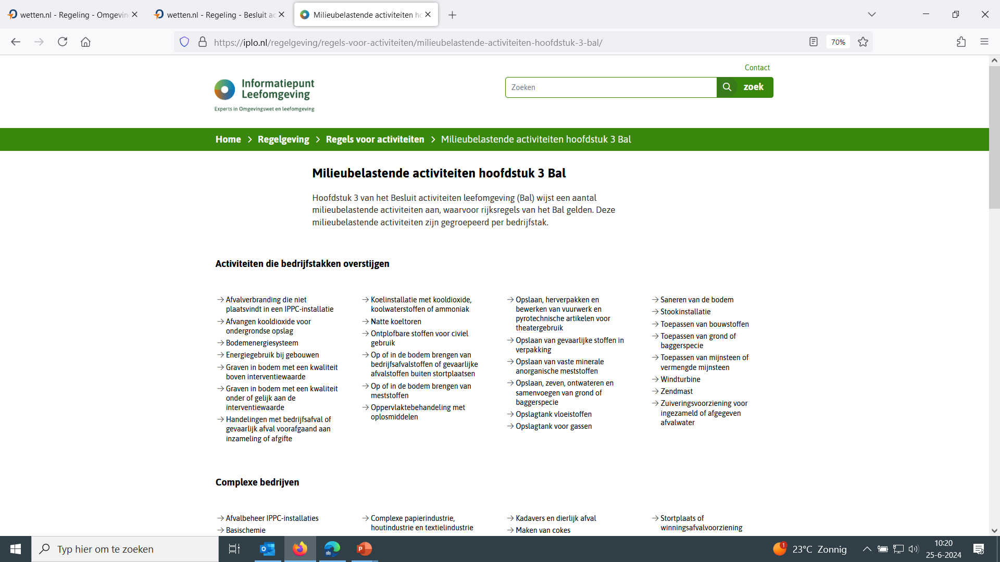 wetten.nl - Regeling - Omgevin
wetten.nl - Regeling - Besluit ac
Milieubelastende activiteiten ho
https://iplo.nl/regelgeving/regels-voor-activiteiten/milieubelastende-activiteiten-hoofdstuk-3-bal/
70%
Contact
Informatiepunt
Leefomgeving
Experts in Omgevingswet en leefomgeving
Zoeken
zoek
Home > Regelgeving > Regels voor activiteiten > Milieubelastende activiteiten hoofdstuk 3 Bal
Milieubelastende activiteiten hoofdstuk 3 Bal
Hoofdstuk 3 van het Besluit activiteiten leefomgeving (Bal) wijst een aantal
milieubelastende activiteiten aan, waarvoor rijksregels van het Bal gelden. Deze
milieubelastende activiteiten zijn gegroepeerd per bedrijfstak.
Activiteiten die bedrijfstakken overstijgen
→ Afvalverbranding die niet
plaatsvindt in een IPPC-installatie
→ Afvangen kooldioxide voor
ondergrondse opslag
→ Bodemenergiesysteem
→ Energiegebruik bij gebouwen
→ Graven in bodem met een kwaliteit
boven interventiewaarde
→ Graven in bodem met een kwaliteit
onder of gelijk aan de
interventiewaarde
→ Handelingen met bedrijfsafval of
gevaarlijk afval voorafgaand aan
inzameling of afgifte
→ Koelinstallatie met kooldioxide,
koolwaterstoffen of ammoniak
→ Natte koeltoren
→ Ontplofbare stoffen voor civiel
gebruik
→ Op of in de bodem brengen van
bedrijfsafvalstoffen of gevaarlijke
afvalstoffen buiten stortplaatsen
→ Op of in de bodem brengen van
meststoffen
→ Oppervlaktebehandeling met
oplosmiddelen
→ Opslaan, herverpakken en
bewerken van vuurwerk en
pyrotechnische artikelen voor
theatergebruik
→ Opslaan van gevaarlijke stoffen in
verpakking
→ Opslaan van vaste minerale
anorganische meststoffen
→ Opslaan, zeven, ontwateren en
samenvoegen van grond of
baggerspecie
→ Opslagtank vloeistoffen
→ Opslagtank voor gassen
→ Saneren van de bodem
→ Stookinstallatie
→ Toepassen van bouwstoffen
→ Toepassen van grond of
baggerspecie
→ Toepassen van mijnsteen of
vermengde mijnsteen
→ Windturbine
→ Zendmast
→ Zuiveringsvoorziening voor
ingezameld of afgegeven
afvalwater
Complexe bedrijven
→ Afvalbeheer IPPC-installaties
→ Basischemie
→ Complexe papierindustrie,
houtindustrie en textielindustrie
→ Kadavers en dierlijk afval
→ Maken van cokes
→ Stortplaats of
winningsafvalvoorziening
Typ hier om te zoeken
1
23°C Zonnig
10:20
25-6-2024